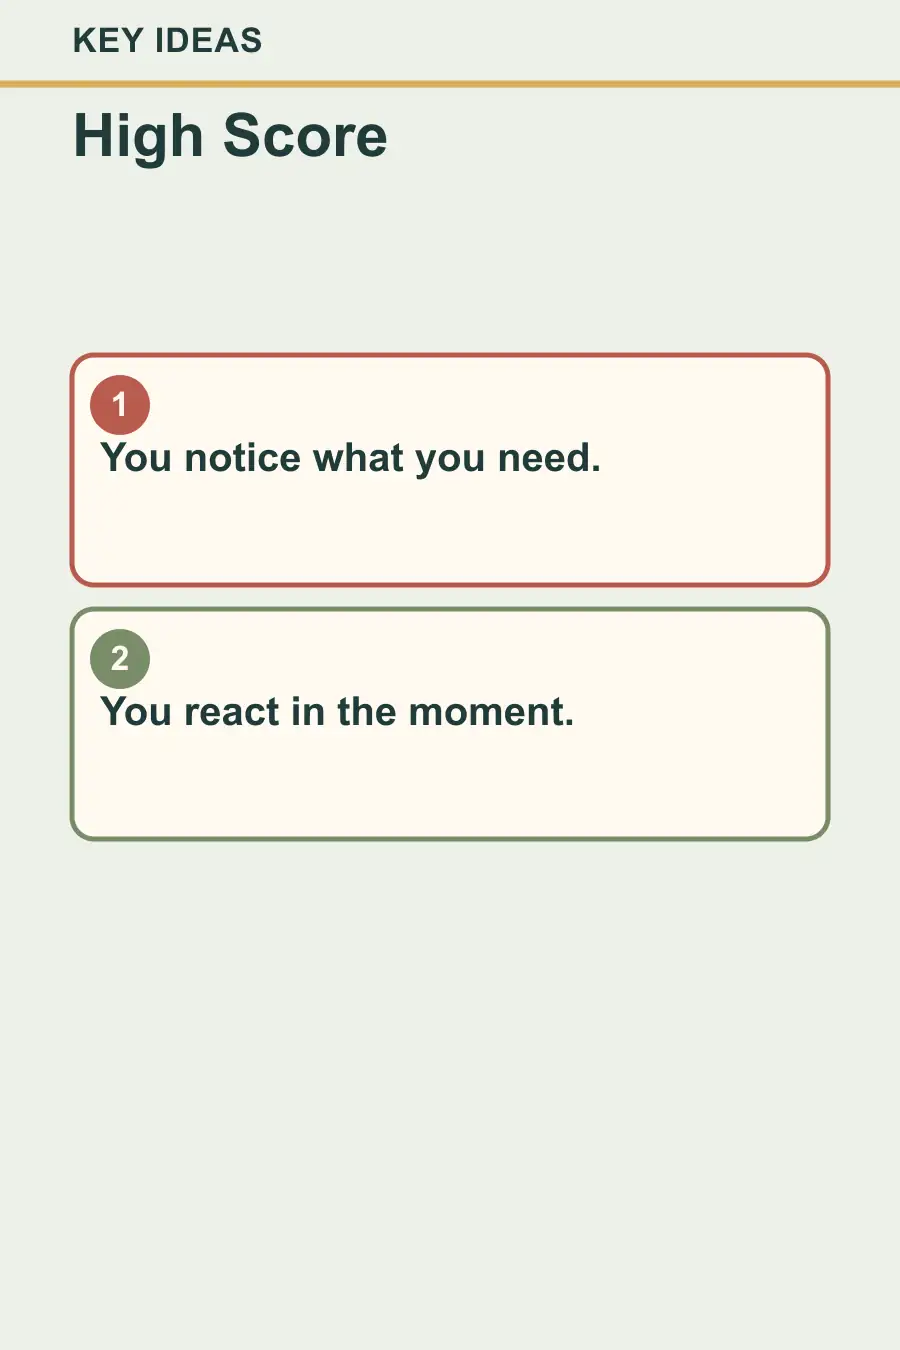 KEY IDEAS
High Score
1
You notice what you need.
2
You react in the moment.